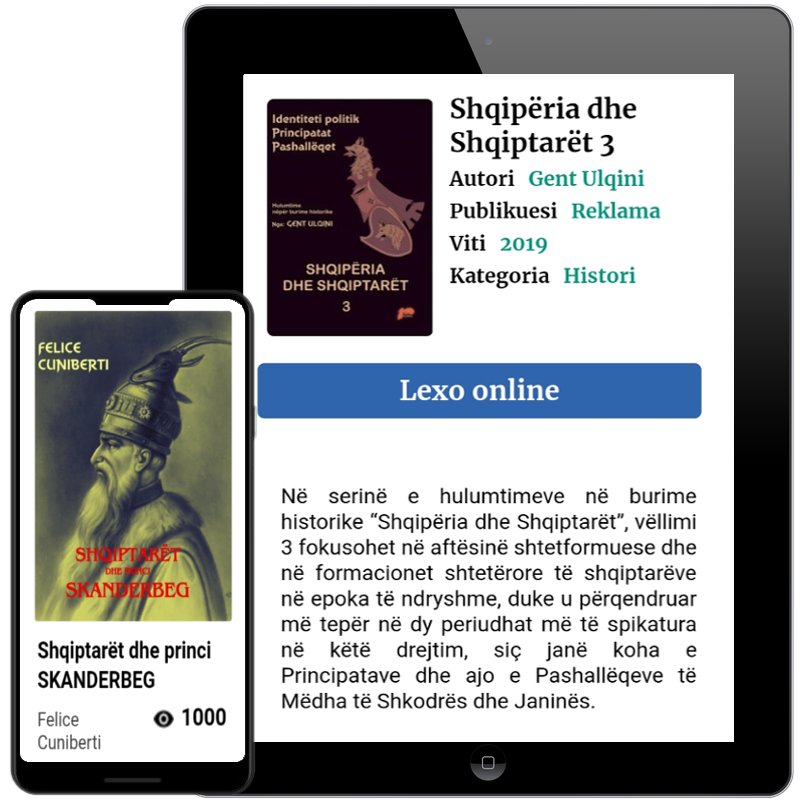 Shqipëria dhe
Shqiptarët 3
Autori Gent Ulqini
Publikuesi Reklama
Viti 2019
Kategoria Histori
Identiteti politik
Principatat
Pashallëqet
Hulumtime
nëpër burime historike
Nga: GENT ULQINI
SHQIPËRIA
DHE SHQIPTARËT
3
Lexo online
Në serinë e hulumtimeve në burime
historike “Shqipëria dhe Shqiptarët”, vëllimi
3 fokusohet në aftësinë shtetformuese dhe
në formacionet shtetërore të shqiptarëve
në epoka të ndryshme, duke u përqendruar
më tepër në dy periudhat më të spikatura
në këtë drejtim, siç janë koha e
Principatave dhe ajo e Pashallëqeve të
Mëdha të Shkodrës dhe Janinës.
FELICE
CUNIBERTI
SHQIPTARËT
DHE PRINCI
SKANDERBEG
Shqiptarët dhe princi
SKANDERBEG
Felice
Cuniberti
1000